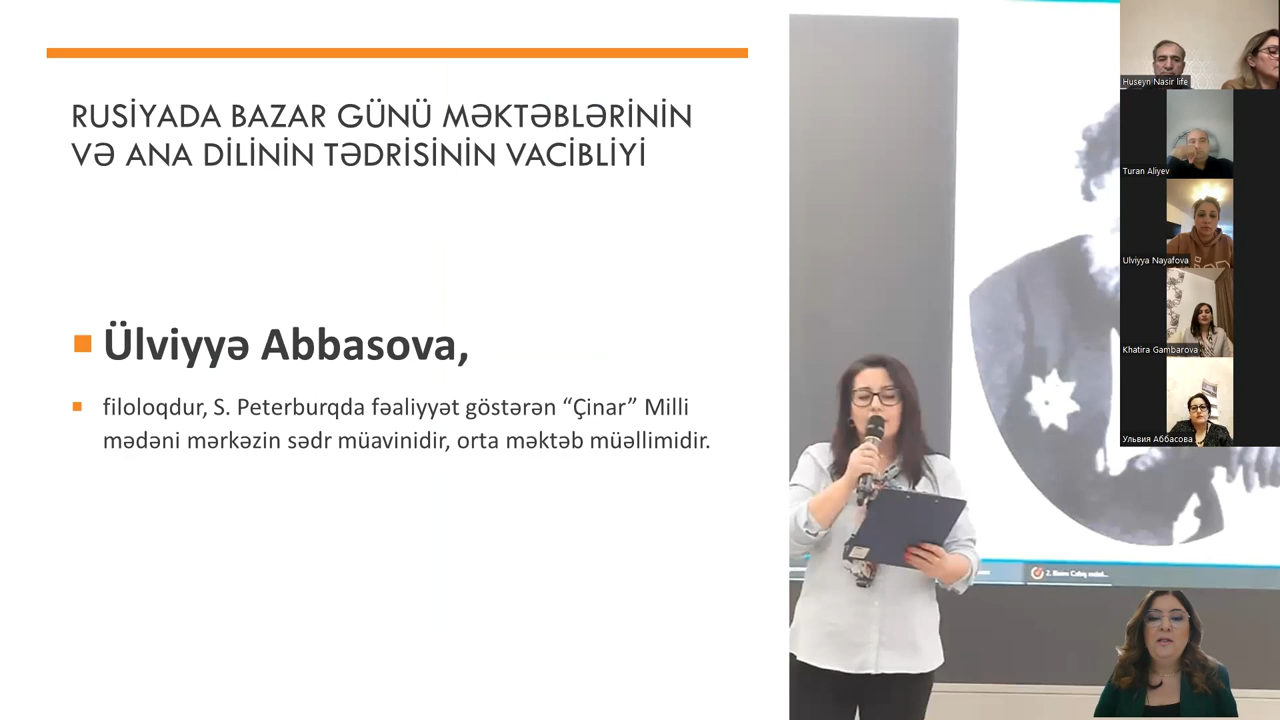 RUSİYADA BAZAR GÜNÜ MƏKTƏBLƏRİNİN
VƏ ANA DİLİNİN TƏDRİSİNİN VACİBLİYİ
Ülviyyə Abbasova,
filoloqdur, S. Peterburqda fəaliyyət göstərən “Çinar” Milli
mədəni mərkəzin sədr müavinidir, orta məktəb müəllimidir.
Huseyn Nasir life
Turan Aliyev
Ulviyya Nayafova
Khatira Gambarova
Ульвия Аббасова